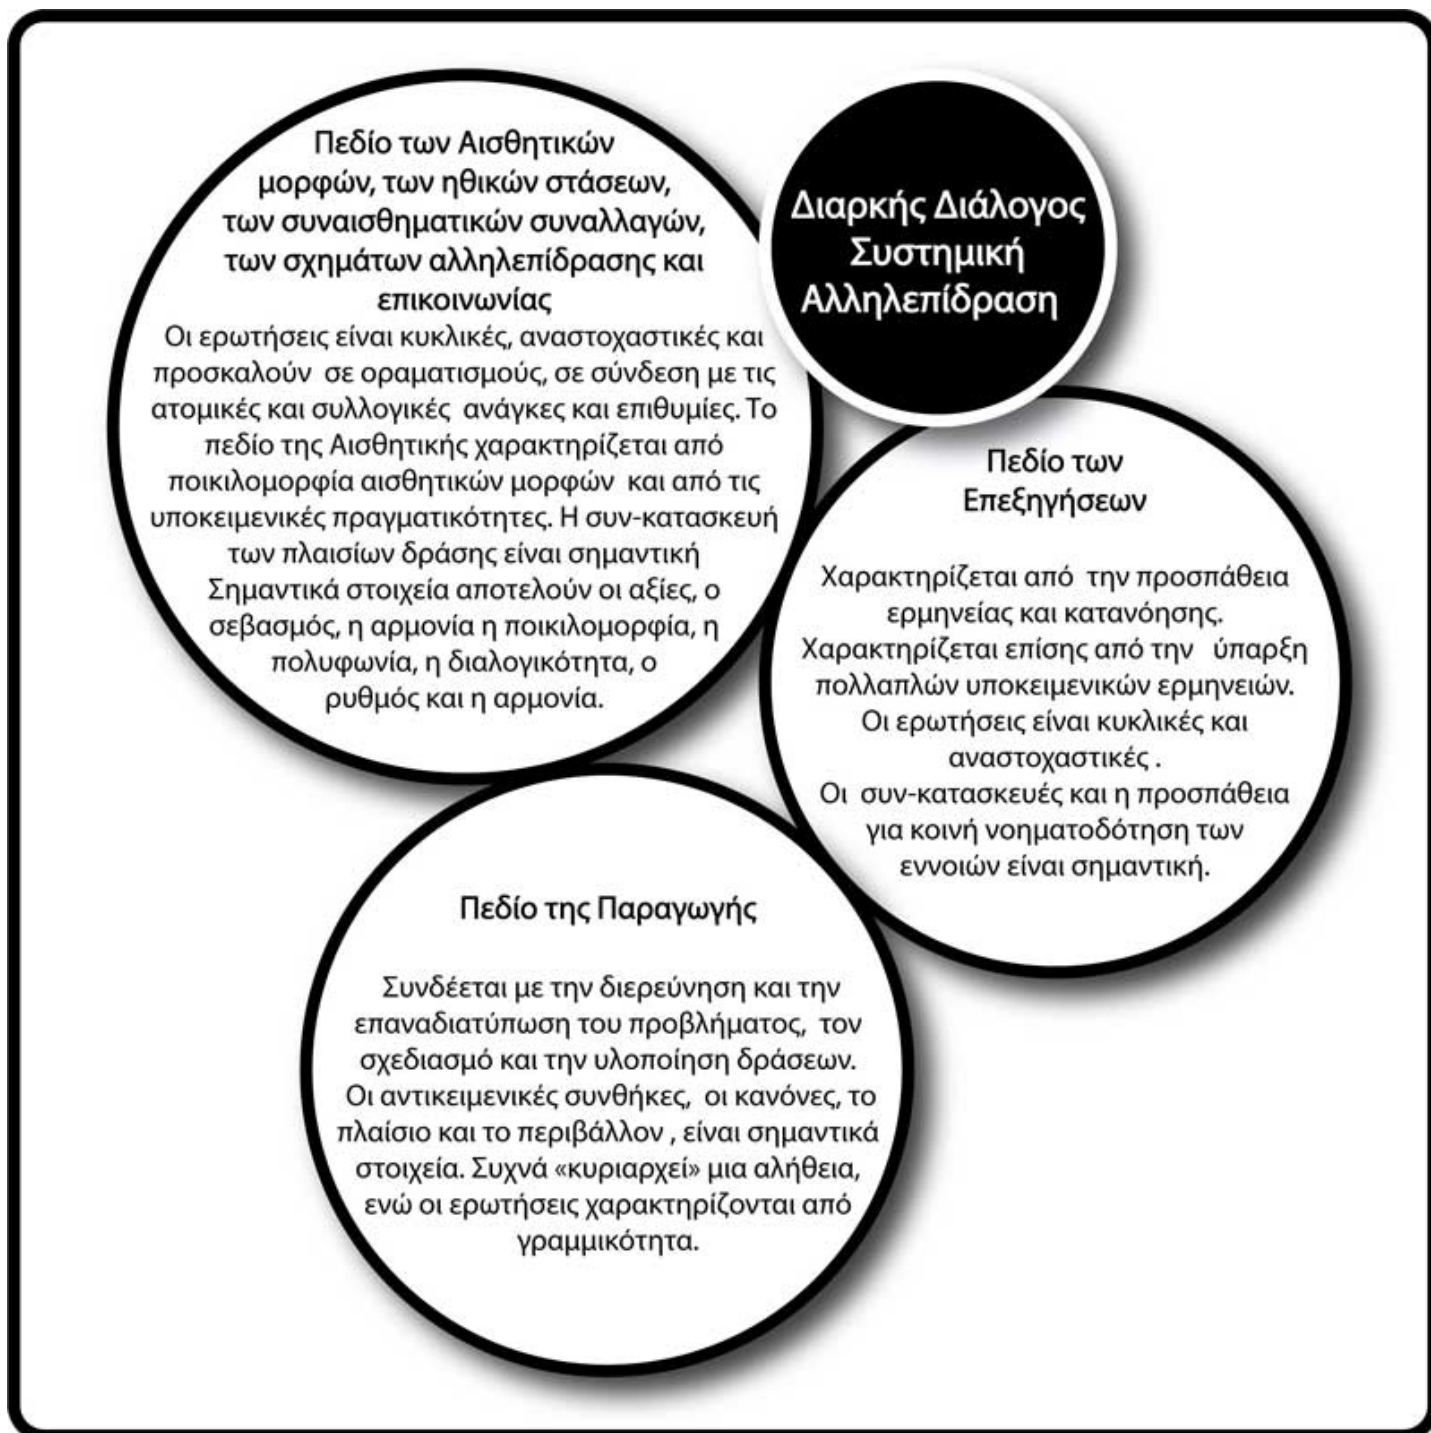 Πεδίο των Αισθητικών
μορφών, των ηθικών στάσεων,
των συναισθηματικών συναλλαγών,
των σχημάτων αλληλεπίδρασης και
επικοινωνίας
Οι ερωτήσεις είναι κυκλικές, αναστοχαστικές και
προσκαλούν σε οραματισμούς, σε σύνδεση με τις
ατομικές και συλλογικές ανάγκες και επιθυμίες. Το
πεδίο της Αισθητικής χαρακτηρίζεται από
ποικιλομορφία αισθητικών μορφών και από τις
υποκειμενικές πραγματικότητες. Η συν-κατασκευή
των πλαισίων δράσης είναι σημαντική
Σημαντικά στοιχεία αποτελούν οι αξίες, ο
σεβασμός, η αρμονία η ποικιλομορφία, η
πολυφωνία, η διαλογικότητα, ο
ρυθμός και η αρμονία.
Διαρκής Διάλογος
Συστημική
Αλληλεπίδραση
Πεδίο των
Επεξηγήσεων
Χαρακτηρίζεται από την προσπάθεια
ερμηνείας και κατανόησης.
Χαρακτηρίζεται επίσης από την ύπαρξη
πολλαπλών υποκειμενικών ερμηνειών.
Οι ερωτήσεις είναι κυκλικές και
αναστοχαστικές .
Οι συν-κατασκευές και η προσπάθεια
για κοινή νοηματοδότηση των
εννοιών είναι σημαντική.
Πεδίο της Παραγωγής
Συνδέεται με την διερεύνηση και την
επαναδιατύπωση του προβλήματος, τον
σχεδιασμό και την υλοποίηση δράσεων.
Οι αντικειμενικές συνθήκες, οι κανόνες, το
πλαίσιο και το περιβάλλον , είναι σημαντικά
στοιχεία. Συχνά «κυριαρχεί» μια αλήθεια,
ενώ οι ερωτήσεις χαρακτηρίζονται από
γραμμικότητα.